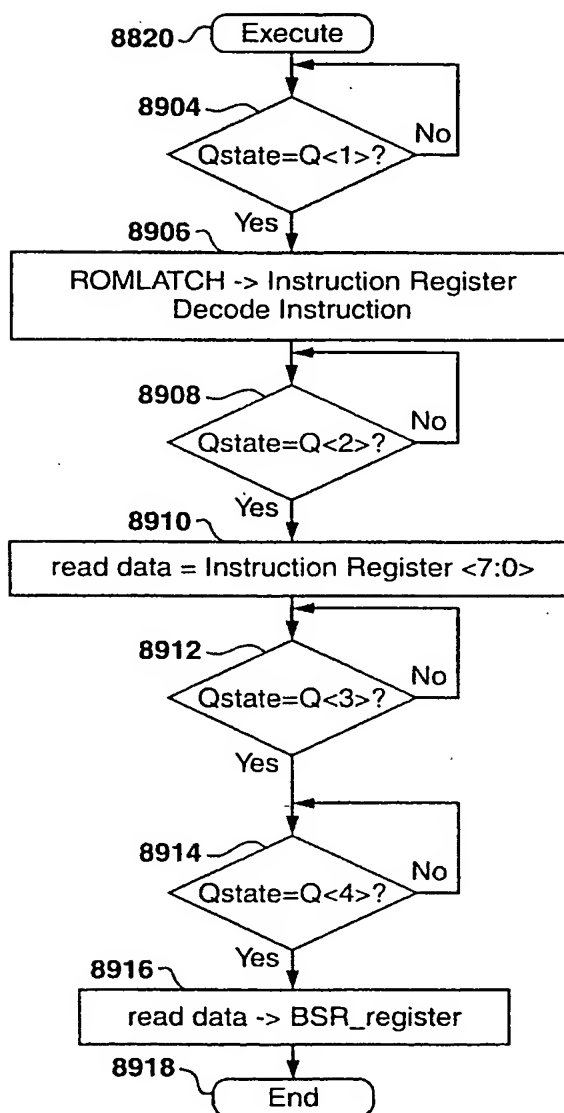 8820
Execute
8904
Qstate=Q<1>?
No
Yes
8906
ROMLATCH -> Instruction Register
Decode Instruction
8908
Qstate=Q<2>?
No
Yes
8910
read data = Instruction Register <7:0>
8912
Qstate=Q<3>?
No
Yes
8914
Qstate=Q<4>?
No
Yes
8916
read data -> BSR_register
8918
End